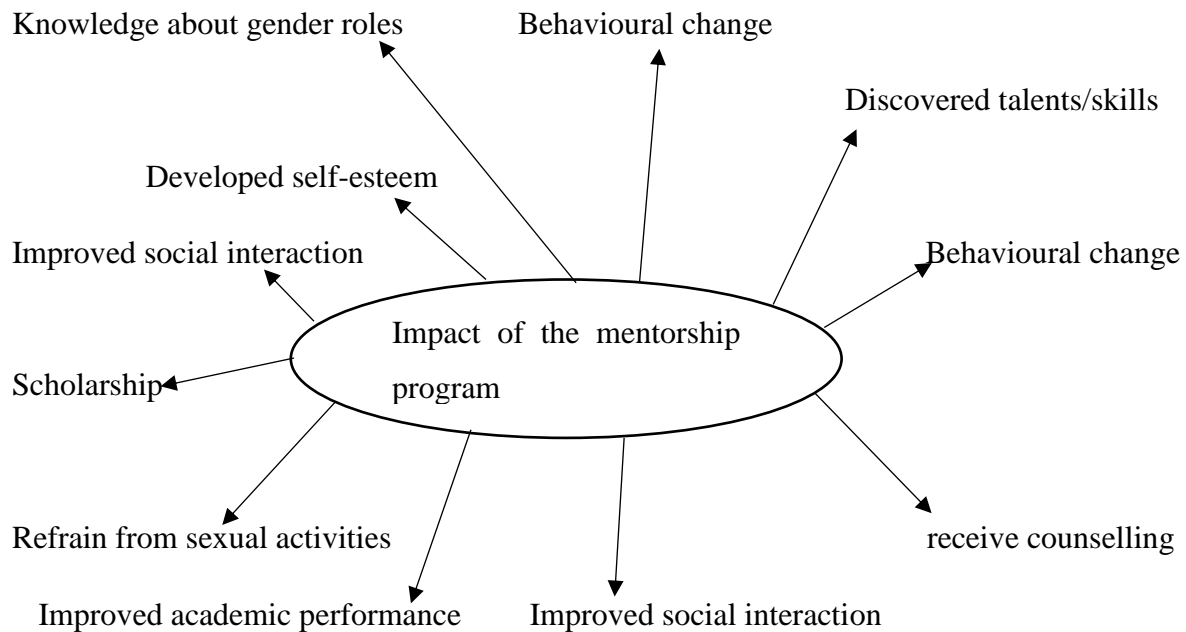 Knowledge about gender roles
Behavioural change
Discovered talents/skills
Developed self-esteem
Improved social interaction
Behavioural change
Impact of the mentorship
program
Scholarship
Refrain from sexual activities
receive counselling
Improved academic performance
Improved social interaction